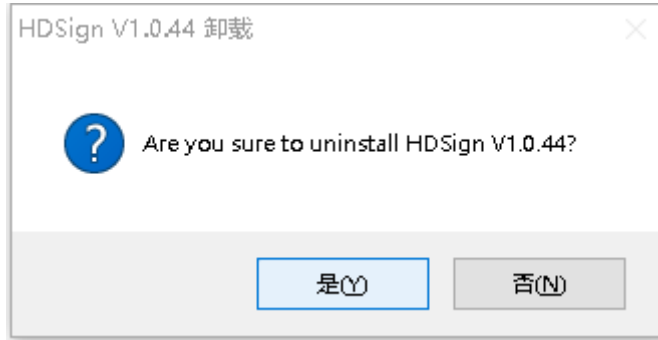 HDSign V1.0.44 卸载
Are you sure to uninstall HDSign V1.0.44?
是(Y)
否(N)